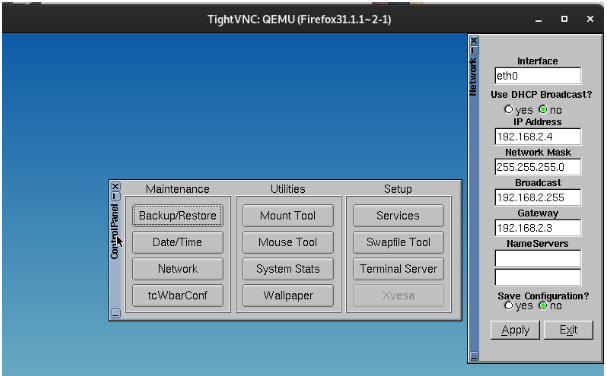 TightVNC: QEMU (Firefox31.1.1~2-1)
ControlPanel
Maintenance
Backup/Restore
Date/Time
Network
tcWbarConf
Utilities
Mount Tool
Mouse Tool
System Stats
Wallpaper
Setup
Services
Swapfile Tool
Terminal Server
Xvesa
Network
Interface
eth0
Use DHCP Broadcast?
yes no
IP Address
192.168.2.4
Network Mask
255.255.255.0
Broadcast
192.168.2.255
Gateway
192.168.2.3
NameServers
Save Configuration?
yes no
Apply Exit